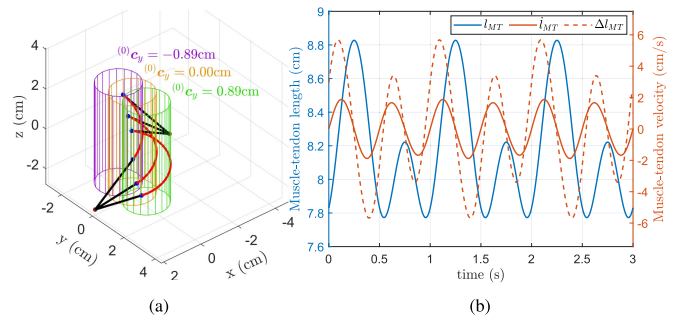 4
2
0
-2
z (cm)
⁽⁰⁾c_y = −0.89cm
⁽⁰⁾c_y = 0.00cm
⁽⁰⁾c_y = 0.89cm
-2
0
2
4
y (cm)
2
0
-2
-4
x (cm)
(a)
9
8.8
8.6
8.4
8.2
8
7.8
7.6
Muscle-tendon length (cm)
l_MT
l̇_MT
Δl_MT
6
4
2
0
-2
-4
-6
Muscle-tendon velocity (cm/s)
0
0.5
1
1.5
2
2.5
3
time (s)
(b)